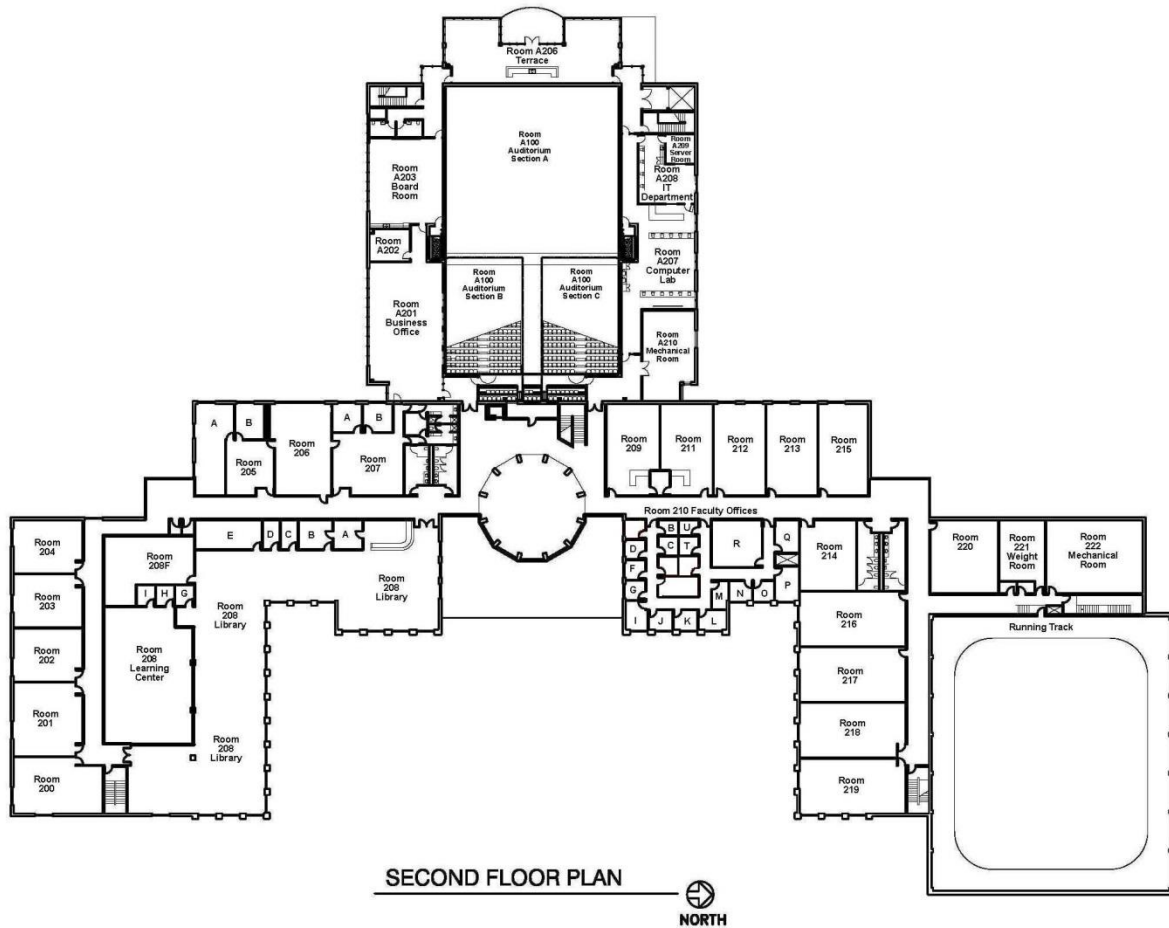 Room A206
Terrace
Room
A100
Auditorium
Section A
Room
A209
Server
Room
Room
A203
Board
Room
Room
A208
IT
Department
Room
A202
Room
A207
Computer
Lab
Room
A100
Auditorium
Section B
Room
A100
Auditorium
Section C
Room
A201
Business
Office
Room
A210
Mechanical
Room
A
B
Room
205
Room
206
A
B
Room
207
Room
209
Room
211
Room
212
Room
213
Room
215
Room 210 Faculty Offices
Room
204
Room
203
Room
202
Room
201
Room
200
Room
208F
I
H
G
E
D
C
B
A
Room
208
Library
Room
208
Library
Room
208
Learning
Center
Room
208
Library
B
U
D
C
T
F
G
I
J
K
L
M
N
O
P
Q
R
Room
214
Room
216
Room
217
Room
218
Room
219
Room
220
Room
221
Weight
Room
Room
222
Mechanical
Room
Running Track
SECOND FLOOR PLAN
NORTH